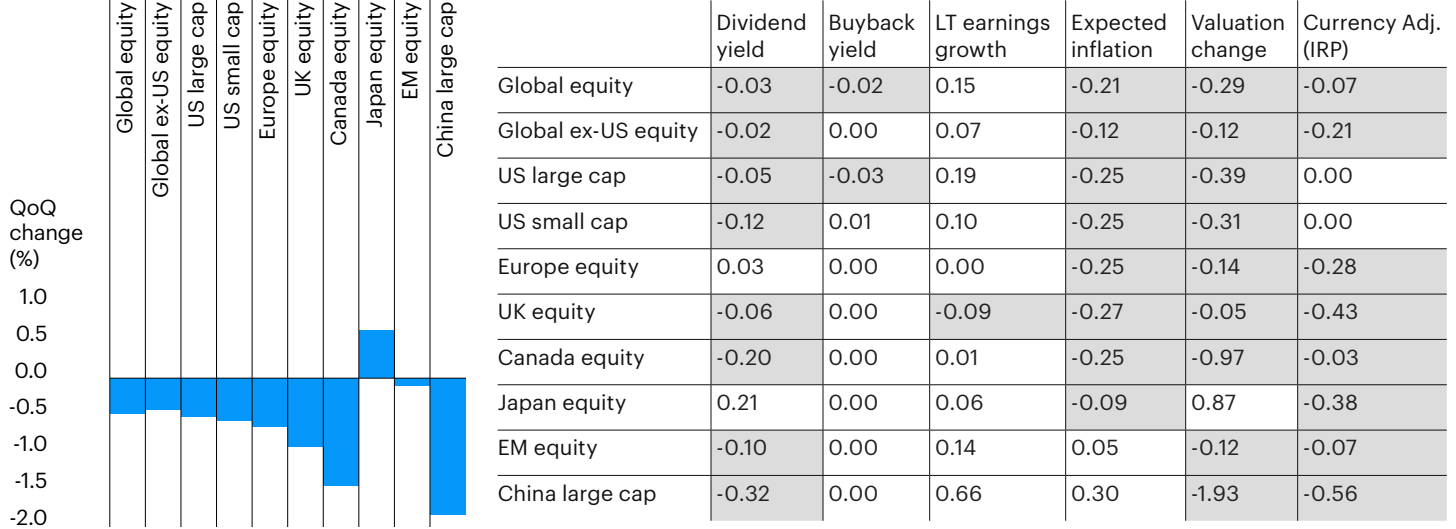 Global equity
Global ex-US equity
US large cap
US small cap
Europe equity
UK equity
Canada equity
Japan equity
EM equity
China large cap
QoQ
change
(%)
1.0
0.5
0.0
-0.5
-1.0
-1.5
-2.0
Dividend yield Buyback yield LT earnings growth Expected inflation Valuation change Currency Adj. (IRP)
Global equity -0.03 -0.02 0.15 -0.21 -0.29 -0.07
Global ex-US equity -0.02 0.00 0.07 -0.12 -0.12 -0.21
US large cap -0.05 -0.03 0.19 -0.25 -0.39 0.00
US small cap -0.12 0.01 0.10 -0.25 -0.31 0.00
Europe equity 0.03 0.00 0.00 -0.25 -0.14 -0.28
UK equity -0.06 0.00 -0.09 -0.27 -0.05 -0.43
Canada equity -0.20 0.00 0.01 -0.25 -0.97 -0.03
Japan equity 0.21 0.00 0.06 -0.09 0.87 -0.38
EM equity -0.10 0.00 0.14 0.05 -0.12 -0.07
China large cap -0.32 0.00 0.66 0.30 -1.93 -0.56